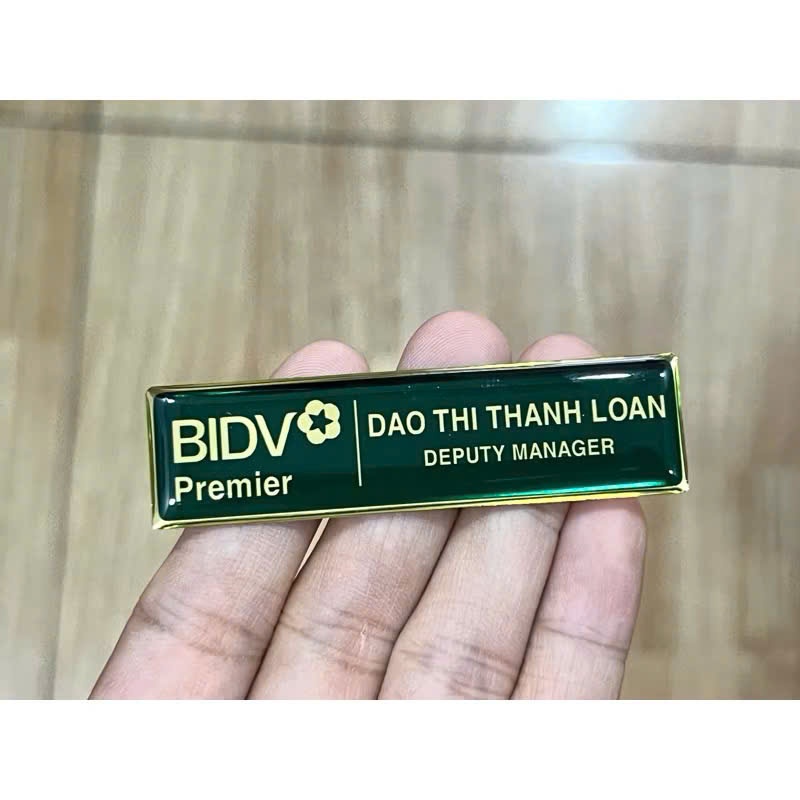 BIDV
Premier
DAO THI THANH LOAN
DEPUTY MANAGER